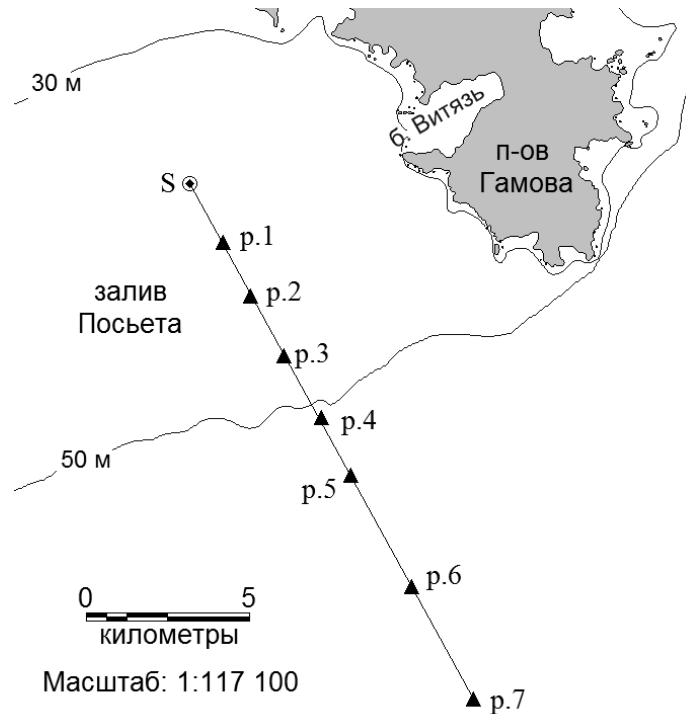 30 м
б. Витязь
п-ов
Гамова
S
p.1
p.2
залив
Посьета
p.3
p.4
50 м
p.5
p.6
0 5
километры
Масштаб: 1:117 100
p.7